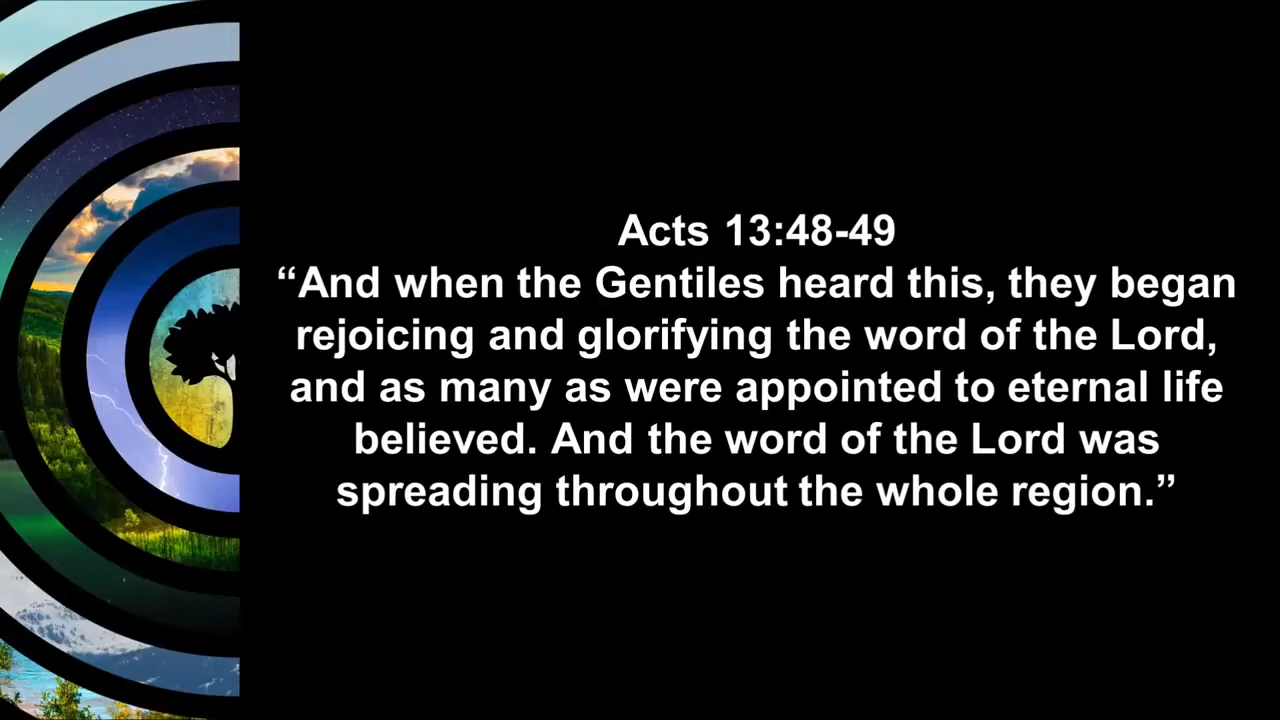 Acts 13:48-49
“And when the Gentiles heard this, they began
rejoicing and glorifying the word of the Lord,
and as many as were appointed to eternal life
believed. And the word of the Lord was
spreading throughout the whole region.”